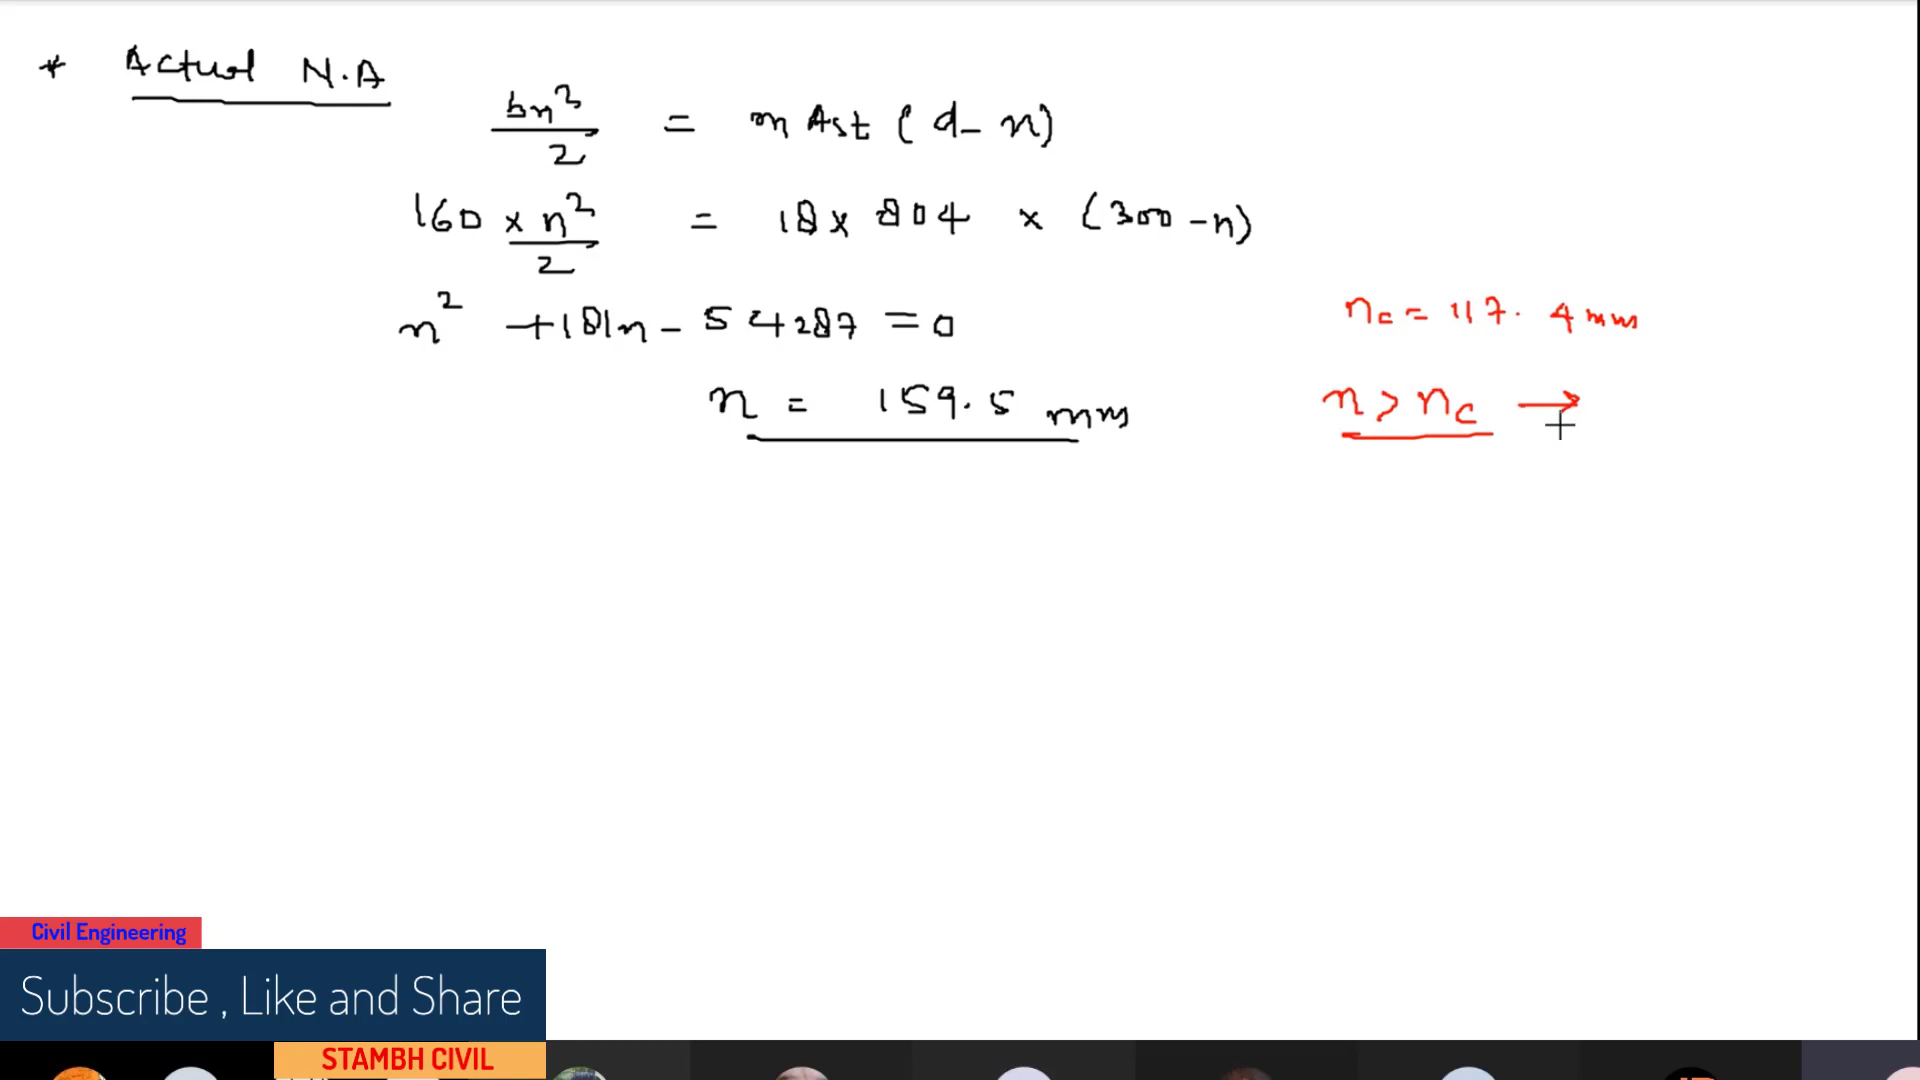 * Actual N.A
bn²/2 = m Ast (d - n)
160 × n²/2 = 18 × 804 × (300 - n)
n² + 181n - 54287 = 0
nc = 117.4 mm
n = 159.5 mm
n > nc →
Civil Engineering
Subscribe , Like and Share
STAMBH CIVIL